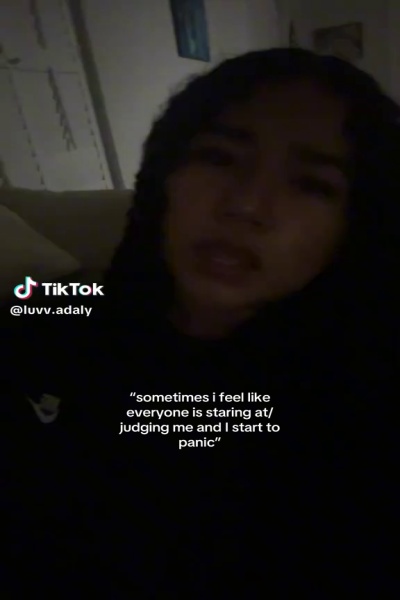 TikTok
@luvv.adaly
"sometimes i feel like
everyone is staring at/
judging me and I start to
panic"